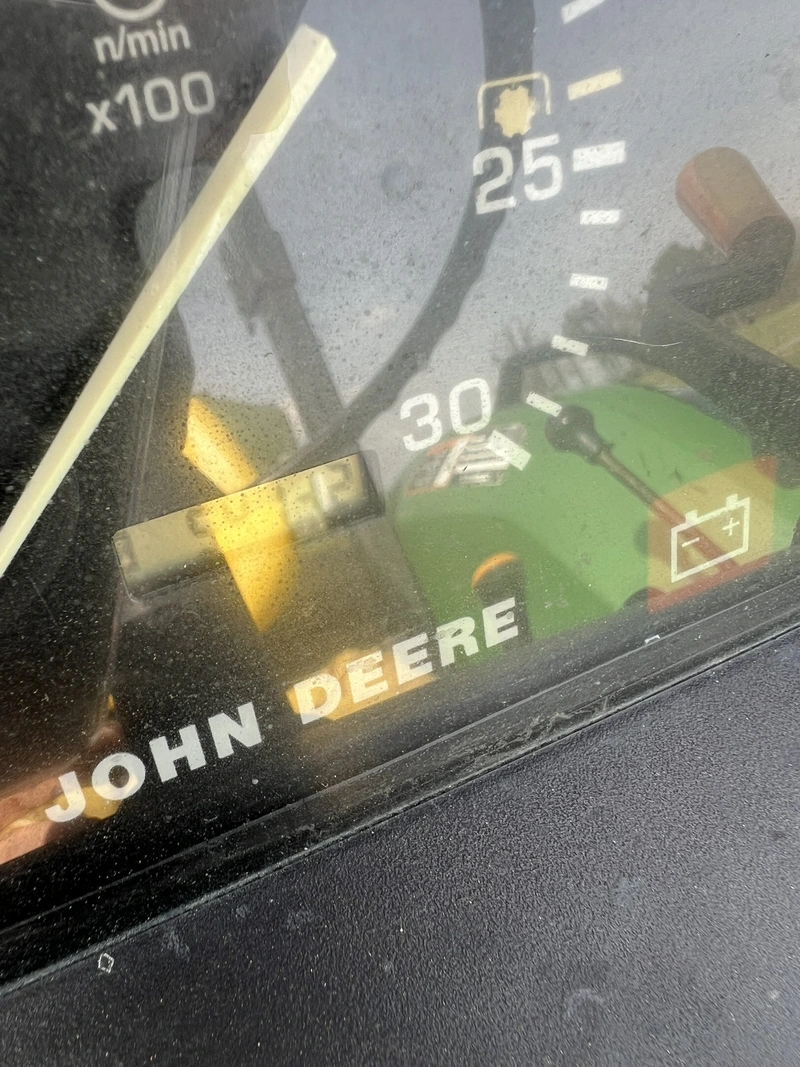 n/min
x100
25
30
- +
JOHN DEERE